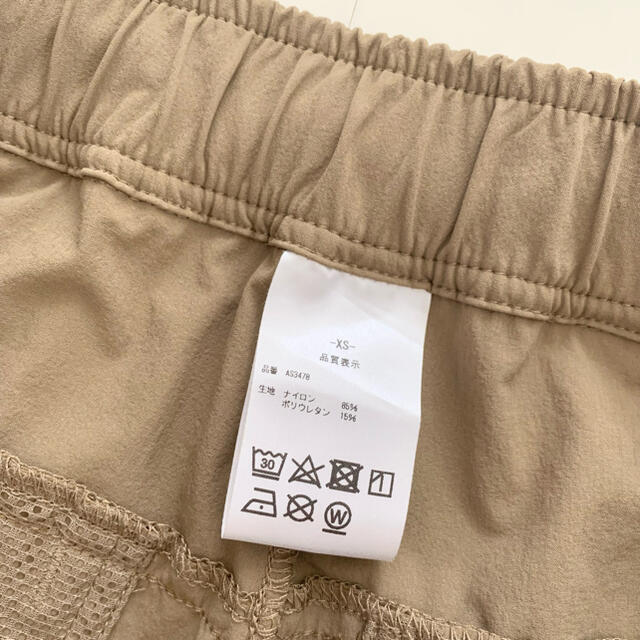 -XS-
品質表示
品番 AS3478
生地 ナイロン 85%
ポリウレタン 15%
30
W